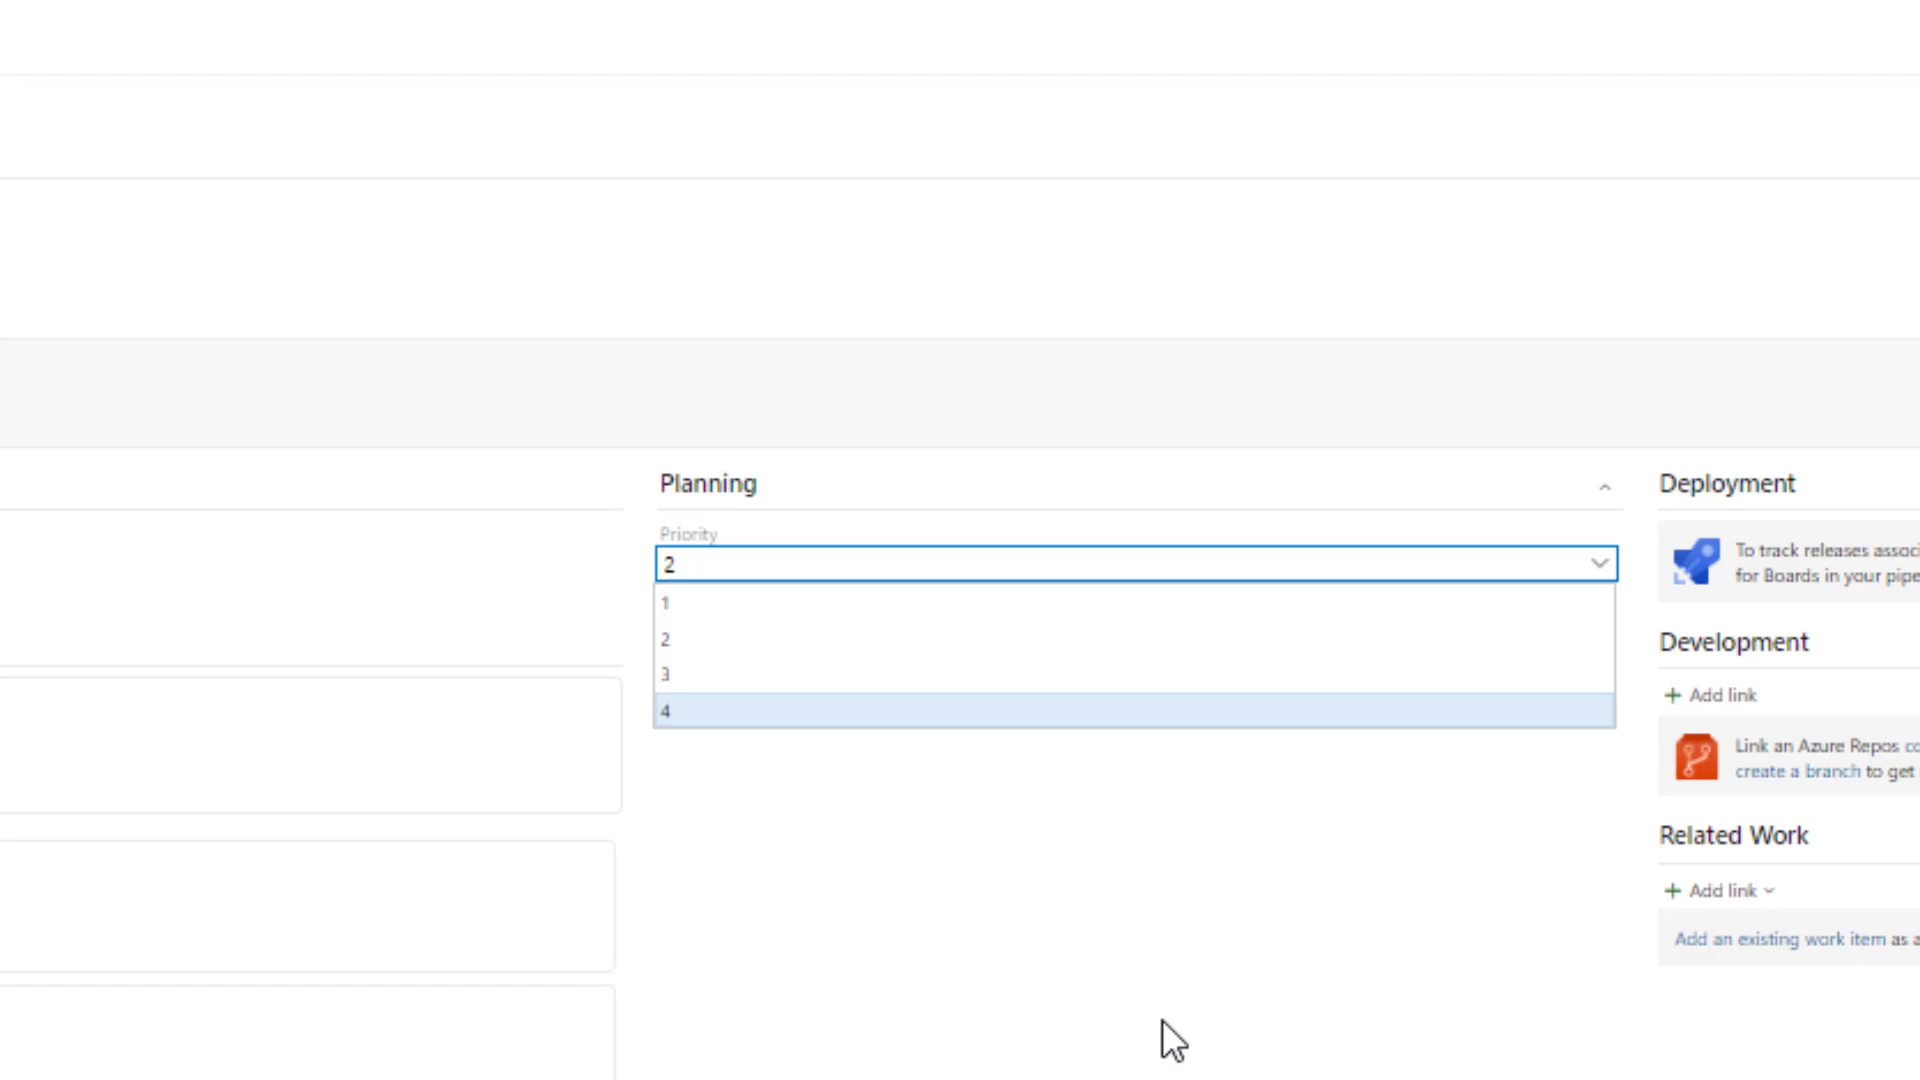 Planning
Priority
2
1
2
3
4
Deployment
To track releases associ
for Boards in your pipe
Development
Add link
Link an Azure Repos co
create a branch to get
Related Work
Add link
Add an existing work item as a